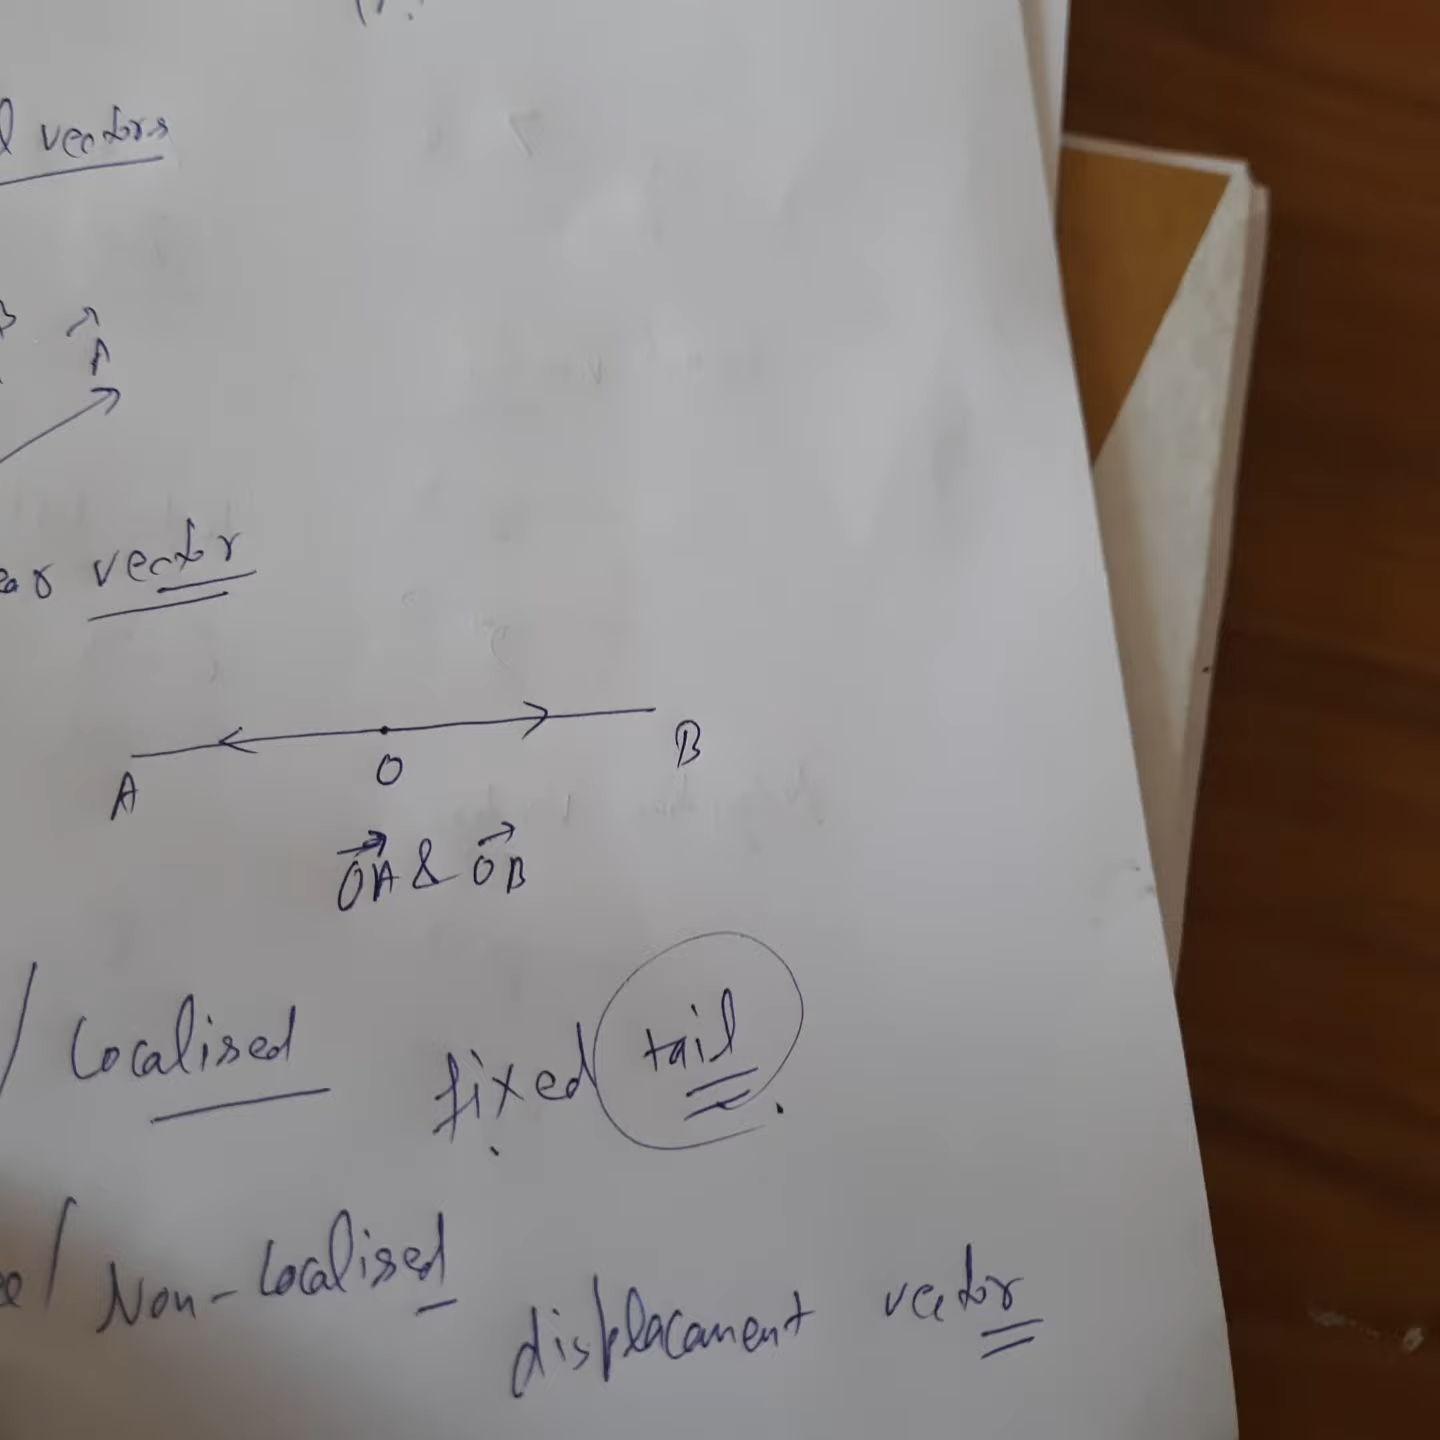 vectors
A
vector
A O B
OA & OB
/ Localised fixed tail
/ Non-Localised displacement vector